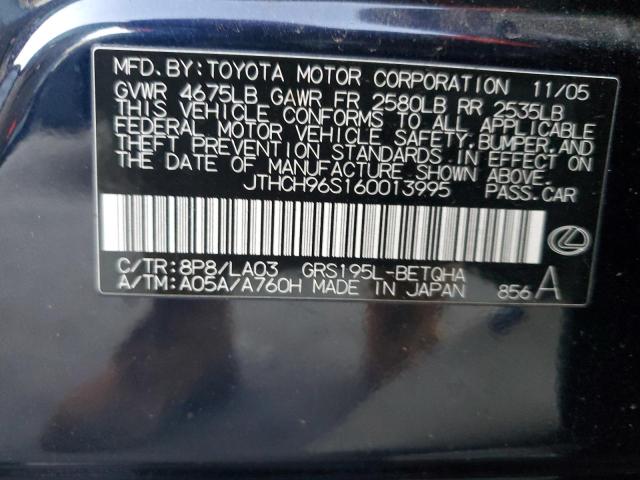 MFD.BY:TOYOTA MOTOR CORPORATION 11/05
GVWR 4675LB GAWR FR 2580LB RR 2535LB
THIS VEHICLE CONFORMS TO ALL APPLICABLE
FEDERAL MOTOR VEHICLE SAFETY,BUMPER,AND
THEFT PREVENTION STANDARDS IN EFFECT ON
THE DATE OF MANUFACTURE SHOWN ABOVE.
JTHCH96S160013995 PASS.CAR
C/TR:8P8/LA03 GRS195L-BETQHA
A/TM:A05A/A760H MADE IN JAPAN 856 A